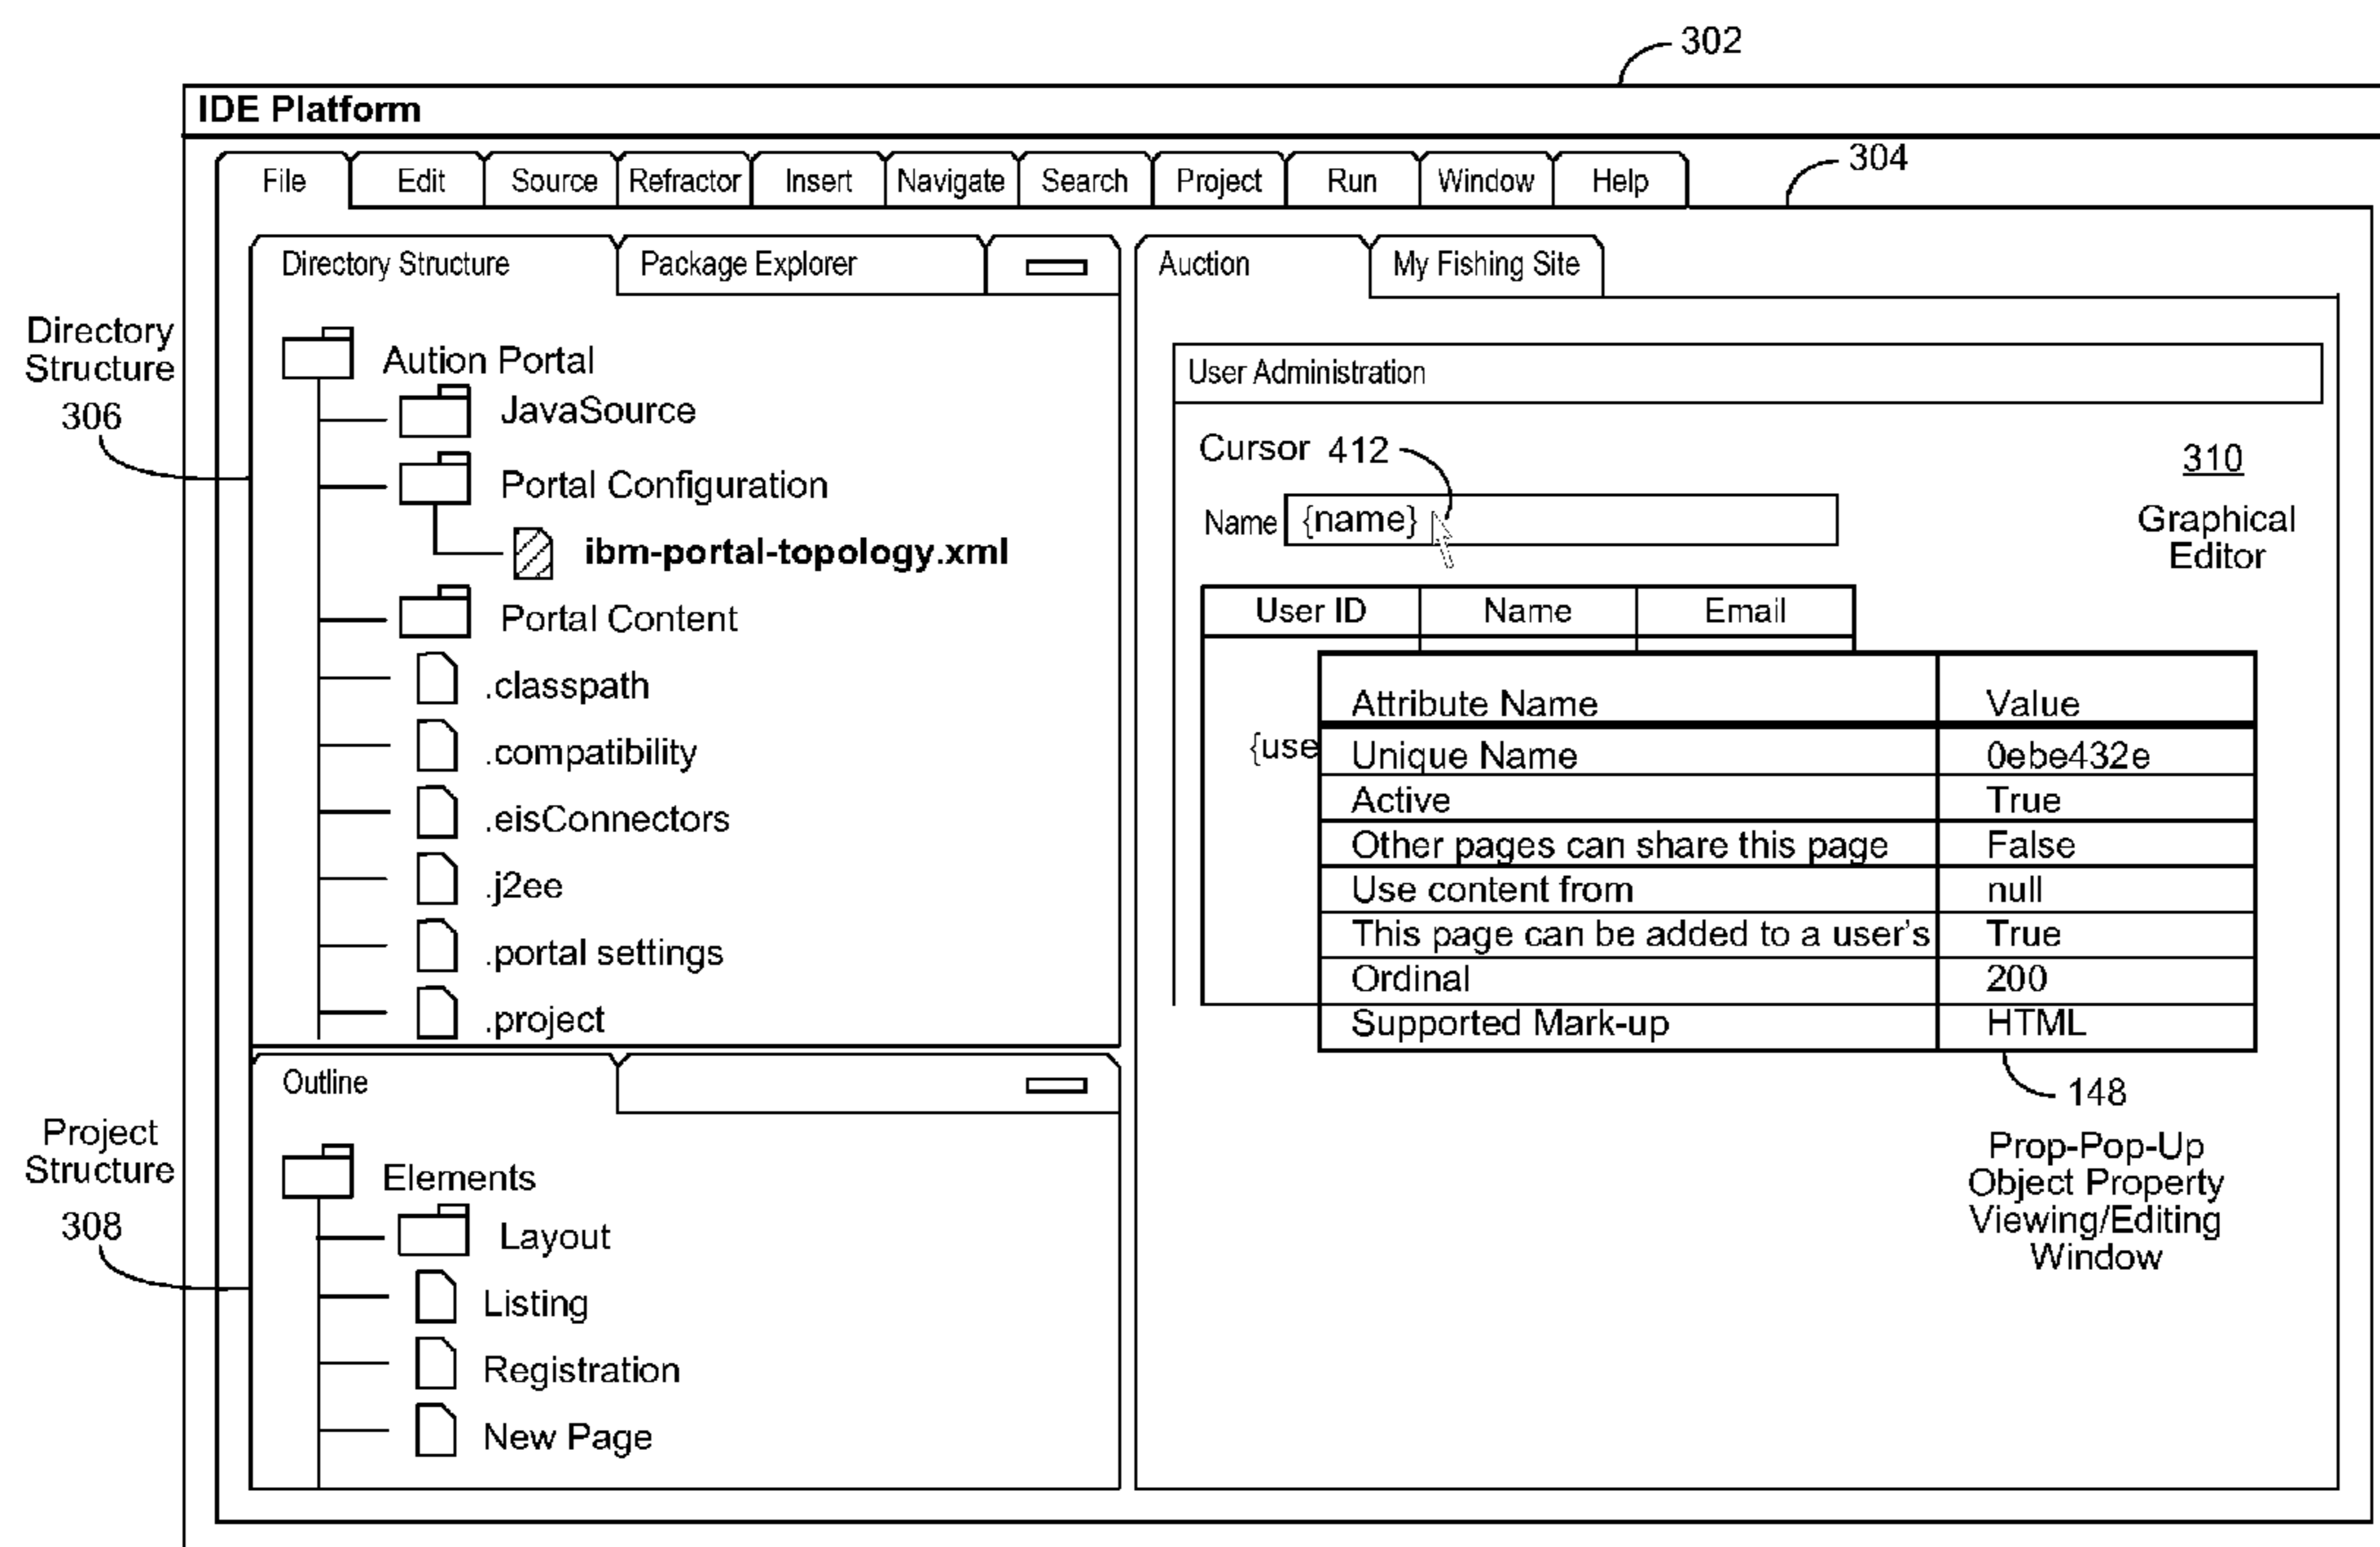 302
IDE Platform
304
File Edit Source Refractor Insert Navigate Search Project Run Window Help
Directory Structure Package Explorer
Directory
Structure
306
Aution Portal
JavaSource
Portal Configuration
ibm-portal-topology.xml
Portal Content
.classpath
.compatibility
.eisConnectors
.j2ee
.portal settings
.project
Outline
Project
Structure
308
Elements
Layout
Listing
Registration
New Page
Auction My Fishing Site
User Administration
Cursor 412
310
Graphical
Editor
Name {name}
User ID Name Email
{use
Attribute Name Value
Unique Name 0ebe432e
Active True
Other pages can share this page False
Use content from null
This page can be added to a user's True
Ordinal 200
Supported Mark-up HTML
148
Prop-Pop-Up
Object Property
Viewing/Editing
Window